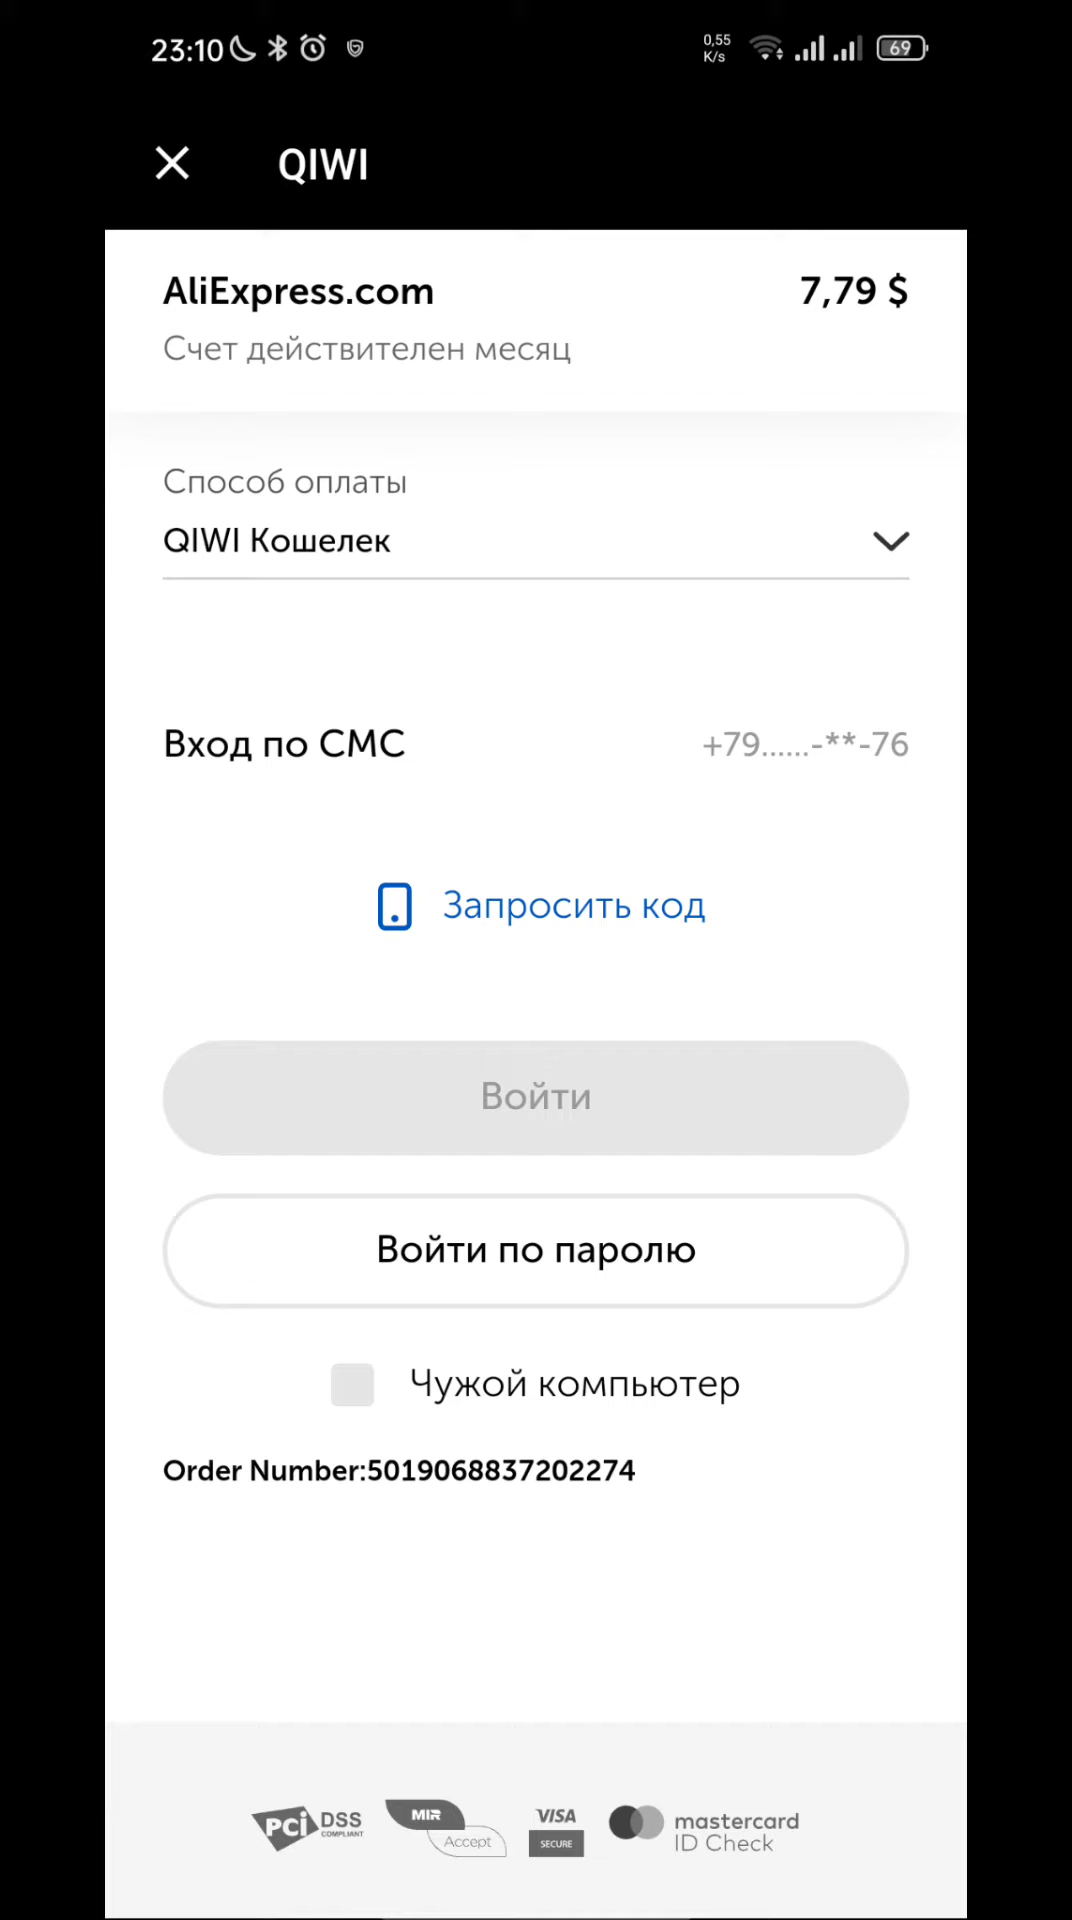 23:10
0,55
K/s
69
QIWI
AliExpress.com
7,79 $
Счет действителен месяц
Способ оплаты
QIWI Кошелек
Вход по СМС
+79......-**-76
Запросить код
Войти
Войти по паролю
Чужой компьютер
Order Number:5019068837202274
PCi DSS
COMPLIANT
MIR
Accept
VISA
SECURE
mastercard
ID Check